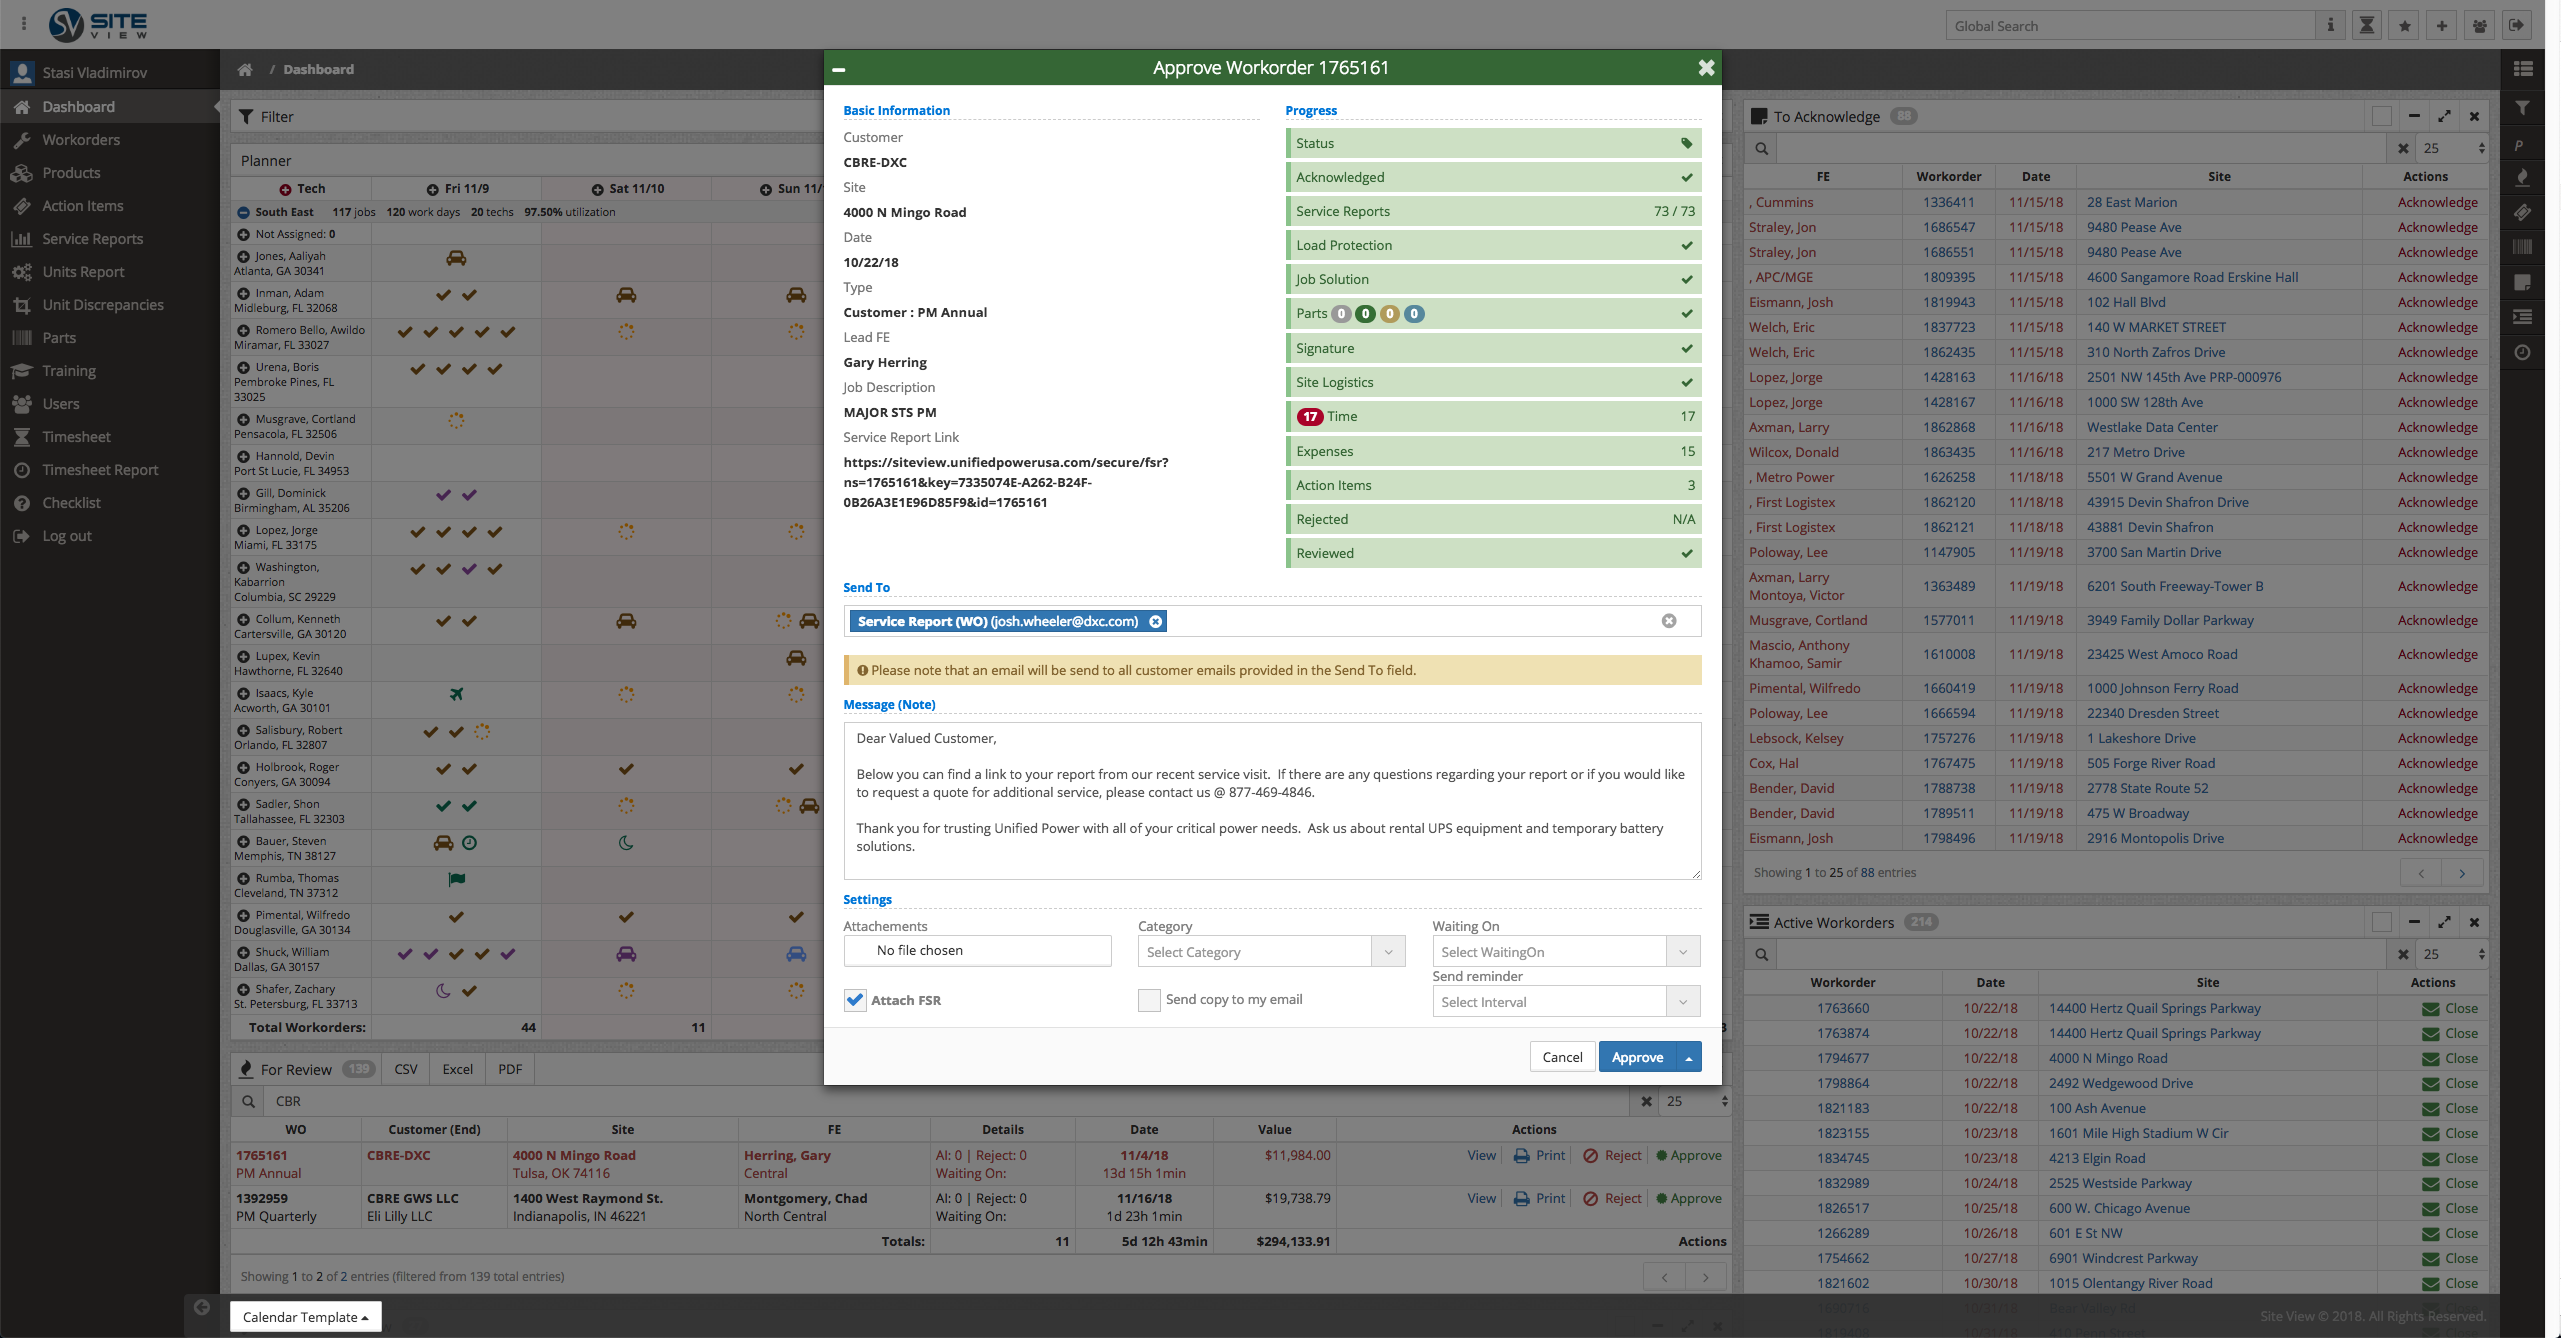 SITE
VIEW
Global Search
Stasi Vladimirov
Dashboard
Workorders
Products
Action Items
Service Reports
Units Report
Unit Discrepancies
Parts
Training
Users
Timesheet
Timesheet Report
Checklist
Log out
/ Dashboard
Filter
Planner
Tech Fri 11/9 Sat 11/10 Sun 11/
South East 117 jobs 120 work days 20 techs 97.50% utilization
Not Assigned: 0
Jones, Aaliyah
Atlanta, GA 30341
Inman, Adam
Midleburg, FL 32068
Romero Bello, Awildo
Miramar, FL 33027
Urena, Boris
Pembroke Pines, FL
33025
Musgrave, Cortland
Pensacola, FL 32506
Hannold, Devin
Port St Lucie, FL 34953
Gill, Dominick
Birmingham, AL 35206
Lopez, Jorge
Miami, FL 33175
Washington,
Kabarrion
Columbia, SC 29229
Collum, Kenneth
Cartersville, GA 30120
Lupex, Kevin
Hawthorne, FL 32640
Isaacs, Kyle
Acworth, GA 30101
Salisbury, Robert
Orlando, FL 32807
Holbrook, Roger
Conyers, GA 30094
Sadler, Shon
Tallahassee, FL 32303
Bauer, Steven
Memphis, TN 38127
Rumba, Thomas
Cleveland, TN 37312
Pimental, Wilfredo
Douglasville, GA 30134
Shuck, William
Dallas, GA 30157
Shafer, Zachary
St. Petersburg, FL 33713
Total Workorders: 44 11
Approve Workorder 1765161
Basic Information
Customer
CBRE-DXC
Site
4000 N Mingo Road
Date
10/22/18
Type
Customer : PM Annual
Lead FE
Gary Herring
Job Description
MAJOR STS PM
Service Report Link
https://siteview.unifiedpowerusa.com/secure/fsr?
ns=1765161&key=7335074E-A262-B24F-
0B26A3E1E96D85F9&id=1765161
Progress
Status
Acknowledged
Service Reports 73 / 73
Load Protection
Job Solution
Parts 0 0 0 0
Signature
Site Logistics
17 Time 17
Expenses 15
Action Items 3
Rejected N/A
Reviewed
Send To
Service Report (WO) (josh.wheeler@dxc.com)
Please note that an email will be send to all customer emails provided in the Send To field.
Message (Note)
Dear Valued Customer,
Below you can find a link to your report from our recent service visit. If there are any questions regarding your report or if you would like
to request a quote for additional service, please contact us @ 877-469-4846.
Thank you for trusting Unified Power with all of your critical power needs. Ask us about rental UPS equipment and temporary battery
solutions.
Settings
Attachements
No file chosen
Category
Select Category
Waiting On
Select WaitingOn
Send reminder
Select Interval
Attach FSR
Send copy to my email
Cancel Approve
For Review 139 CSV Excel PDF
CBR 25
WO Customer (End) Site FE Details Date Value Actions
1765161 CBRE-DXC 4000 N Mingo Road Herring, Gary AI: 0 | Reject: 0 11/4/18 $11,984.00 View Print Reject Approve
PM Annual Tulsa, OK 74116 Central Waiting On: 13d 15h 1min
1392959 CBRE GWS LLC 1400 West Raymond St. Montgomery, Chad AI: 0 | Reject: 0 11/16/18 $19,738.79 View Print Reject Approve
PM Quarterly Eli Lilly LLC Indianapolis, IN 46221 North Central Waiting On: 1d 23h 1min
Totals: 11 5d 12h 43min $294,133.91 Actions
Showing 1 to 2 of 2 entries (filtered from 139 total entries)
Calendar Template
To Acknowledge 88
25
FE Workorder Date Site Actions
, Cummins 1336411 11/15/18 28 East Marion Acknowledge
Straley, Jon 1686547 11/15/18 9480 Pease Ave Acknowledge
Straley, Jon 1686551 11/15/18 9480 Pease Ave Acknowledge
, APC/MGE 1809395 11/15/18 4600 Sangamore Road Erskine Hall Acknowledge
Eismann, Josh 1819943 11/15/18 102 Hall Blvd Acknowledge
Welch, Eric 1837723 11/15/18 140 W MARKET STREET Acknowledge
Welch, Eric 1862435 11/15/18 310 North Zafros Drive Acknowledge
Lopez, Jorge 1428163 11/16/18 2501 NW 145th Ave PRP-000976 Acknowledge
Lopez, Jorge 1428167 11/16/18 1000 SW 128th Ave Acknowledge
Axman, Larry 1862868 11/16/18 Westlake Data Center Acknowledge
Wilcox, Donald 1863435 11/16/18 217 Metro Drive Acknowledge
, Metro Power 1626258 11/18/18 5501 W Grand Avenue Acknowledge
, First Logistex 1862120 11/18/18 43915 Devin Shafron Drive Acknowledge
, First Logistex 1862121 11/18/18 43881 Devin Shafron Acknowledge
Poloway, Lee 1147905 11/19/18 3700 San Martin Drive Acknowledge
Axman, Larry
Montoya, Victor 1363489 11/19/18 6201 South Freeway-Tower B Acknowledge
Musgrave, Cortland 1577011 11/19/18 3949 Family Dollar Parkway Acknowledge
Mascio, Anthony
Khamoo, Samir 1610008 11/19/18 23425 West Amoco Road Acknowledge
Pimental, Wilfredo 1660419 11/19/18 1000 Johnson Ferry Road Acknowledge
Poloway, Lee 1666594 11/19/18 22340 Dresden Street Acknowledge
Lebsock, Kelsey 1757276 11/19/18 1 Lakeshore Drive Acknowledge
Cox, Hal 1767475 11/19/18 505 Forge River Road Acknowledge
Bender, David 1788738 11/19/18 2778 State Route 52 Acknowledge
Bender, David 1789511 11/19/18 475 W Broadway Acknowledge
Eismann, Josh 1798496 11/19/18 2916 Montopolis Drive Acknowledge
Showing 1 to 25 of 88 entries
Active Workorders 214
25
Workorder Date Site Actions
1763660 10/22/18 14400 Hertz Quail Springs Parkway Close
1763874 10/22/18 14400 Hertz Quail Springs Parkway Close
1794677 10/22/18 4000 N Mingo Road Close
1798864 10/22/18 2492 Wedgewood Drive Close
1821183 10/22/18 100 Ash Avenue Close
1823155 10/23/18 1601 Mile High Stadium W Cir Close
1834745 10/23/18 4213 Elgin Road Close
1832989 10/24/18 2525 Westside Parkway Close
1826517 10/25/18 600 W. Chicago Avenue Close
1266289 10/26/18 601 E St NW Close
1754662 10/27/18 6901 Windcrest Parkway Close
1821602 10/30/18 1015 Olentangy River Road Close
Site View © 2018. All Rights Reserved.